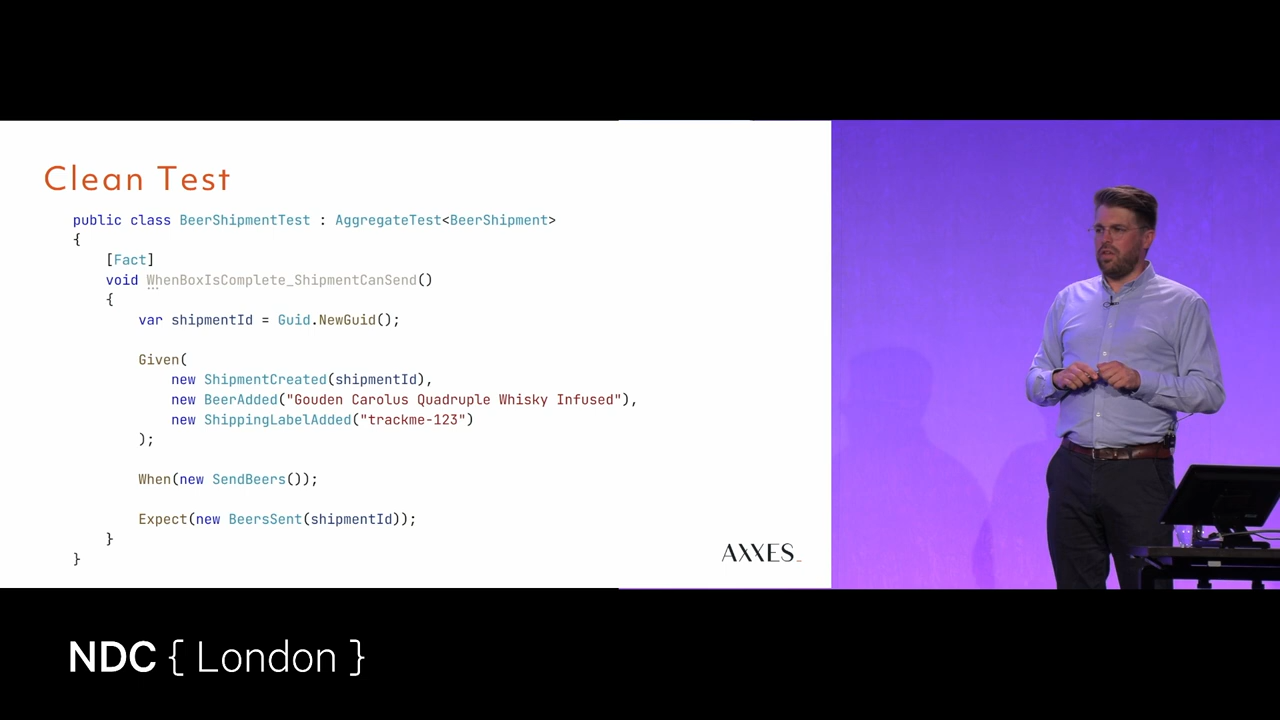 Clean Test
public class BeerShipmentTest : AggregateTest<BeerShipment>
{
[Fact]
void WhenBoxIsComplete_ShipmentCanSend()
{
var shipmentId = Guid.NewGuid();
Given(
new ShipmentCreated(shipmentId),
new BeerAdded("Gouden Carolus Quadruple Whisky Infused"),
new ShippingLabelAdded("trackme-123")
);
When(new SendBeers());
Expect(new BeersSent(shipmentId));
}
}
AXXES_
NDC { London }